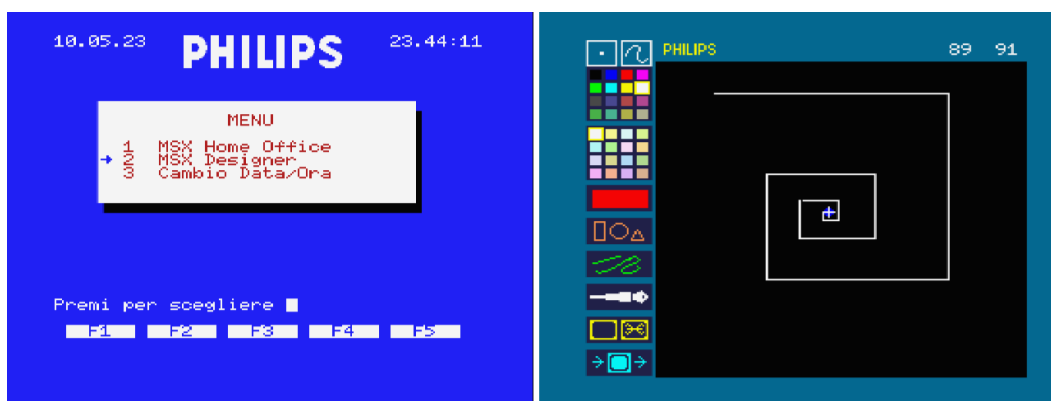 10.05.23 PHILIPS 23.44:11
MENU
1 MSX Home Office
2 MSX Designer
3 Cambio Data/Ora
Premi per scegliere
F1 F2 F3 F4 F5
PHILIPS 89 91